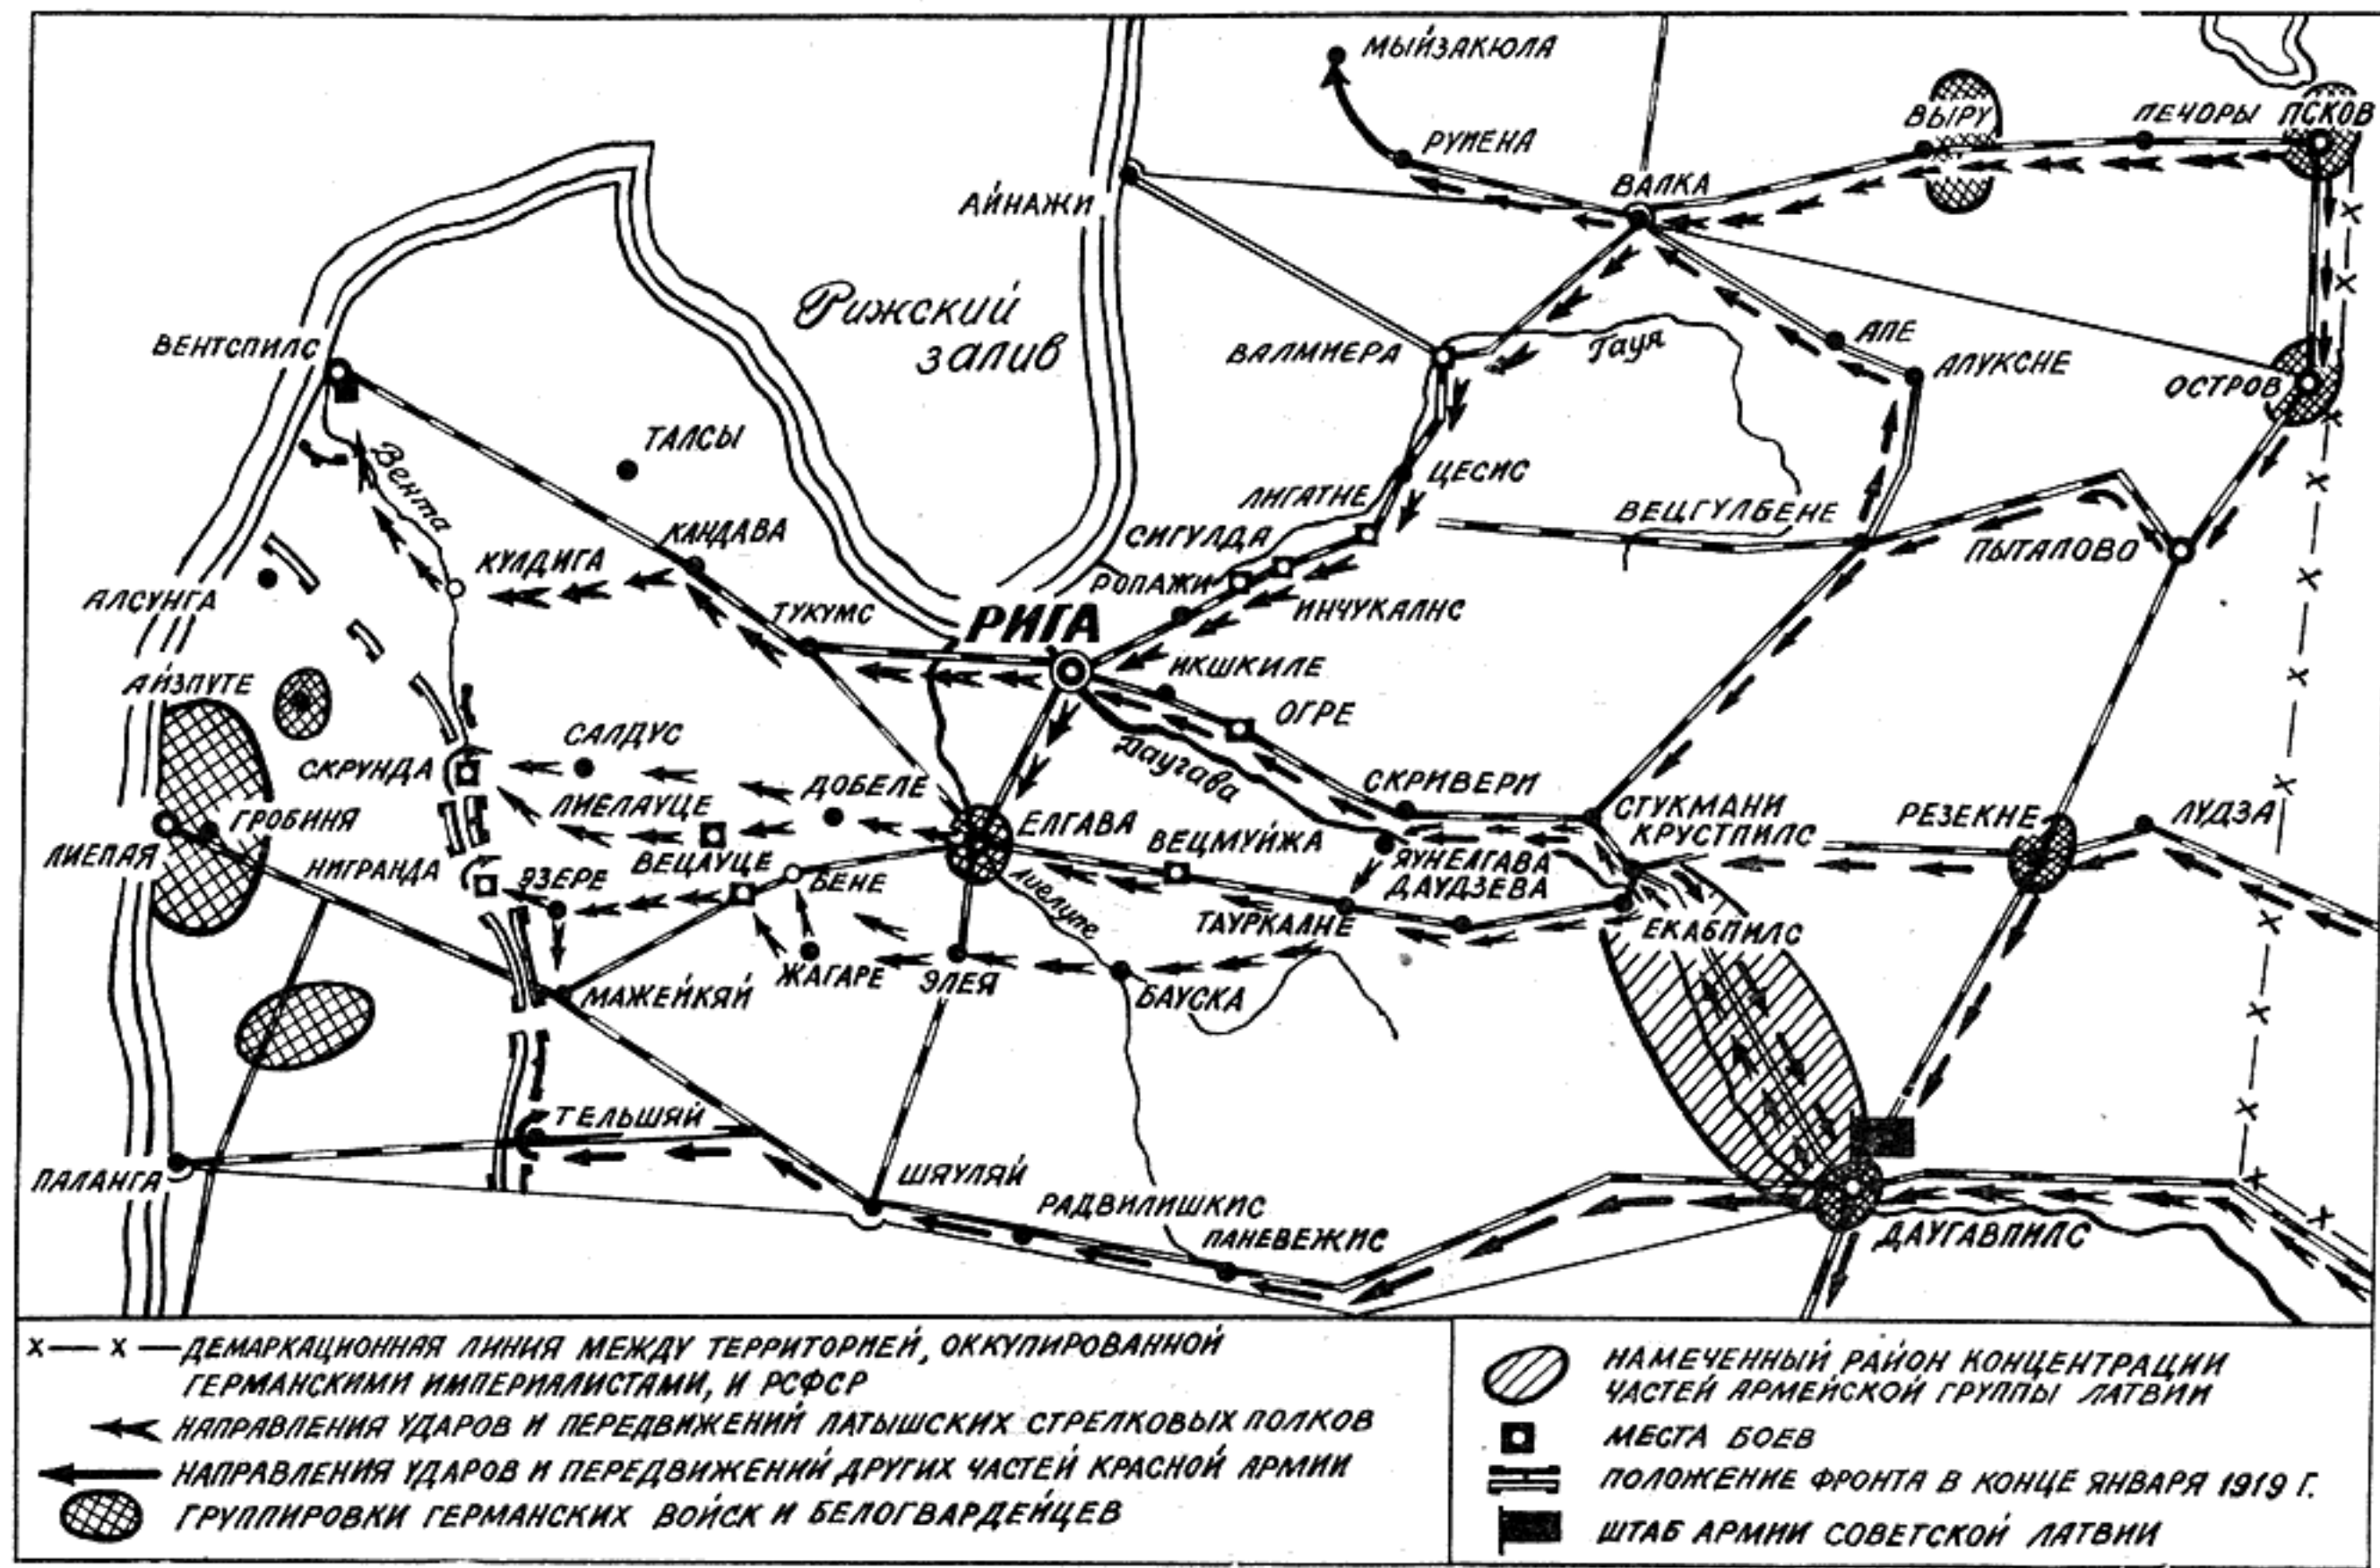 МЫЙЗАКЮЛА
РУИЕНА
ВЫРУ
ПЕЧОРЫ
ПСКОВ
ВАЛКА
АЙНАЖИ
Рижский
залив
ВЕНТСПИЛС
ВАЛМИЕРА
Гауя
АПЕ
АЛУКСНЕ
ОСТРОВ
ТАЛСЫ
Вента
ЦЕСИС
ЛИГАТНЕ
СИГУЛДА
ВЕЦГУЛБЕНЕ
ПЫТАЛОВО
КАНДАВА
КУЛДИГА
РОПАЖИ
ИНЧУКАЛНС
АЛСУНГА
ТУКУМС
РИГА
ИКШКИЛЕ
АЙЗПУТЕ
ОГРЕ
САЛДУС
СКРУНДА
Даугава
СКРИВЕРИ
ДОБЕЛЕ
ЛИЕЛАУЦЕ
СТУКМАНИ
КРУСТПИЛС
РЕЗЕКНЕ
ЛУДЗА
ГРОБИНЯ
ЕЛГАВА
ВЕЦМУЙЖА
ЛИЕПАЯ
НИГРАНДА
ЭЗЕРЕ
ВЕЦАУЦЕ
БЕНЕ
ЯУНЕЛГАВА
ДАУДЗЕВА
Лиелупе
ТАУРКАЛНЕ
ЕКАБПИЛС
МАЖЕЙКЯЙ
ЖАГАРЕ
ЭЛЕЯ
БАУСКА
ТЕЛЬШЯЙ
ПАЛАНГА
ШЯУЛЯЙ
РАДВИЛИШКИС
ПАНЕВЕЖИС
ДАУГАВПИЛС
х — х — ДЕМАРКАЦИОННАЯ ЛИНИЯ МЕЖДУ ТЕРРИТОРИЕЙ, ОККУПИРОВАННОЙ
ГЕРМАНСКИМИ ИМПЕРИАЛИСТАМИ, И РСФСР
НАПРАВЛЕНИЯ УДАРОВ И ПЕРЕДВИЖЕНИЙ ЛАТЫШСКИХ СТРЕЛКОВЫХ ПОЛКОВ
НАПРАВЛЕНИЯ УДАРОВ И ПЕРЕДВИЖЕНИЙ ДРУГИХ ЧАСТЕЙ КРАСНОЙ АРМИИ
ГРУППИРОВКИ ГЕРМАНСКИХ ВОЙСК И БЕЛОГВАРДЕЙЦЕВ
НАМЕЧЕННЫЙ РАЙОН КОНЦЕНТРАЦИИ
ЧАСТЕЙ АРМЕЙСКОЙ ГРУППЫ ЛАТВИИ
МЕСТА БОЕВ
ПОЛОЖЕНИЕ ФРОНТА В КОНЦЕ ЯНВАРЯ 1919 Г.
ШТАБ АРМИИ СОВЕТСКОЙ ЛАТВИИ